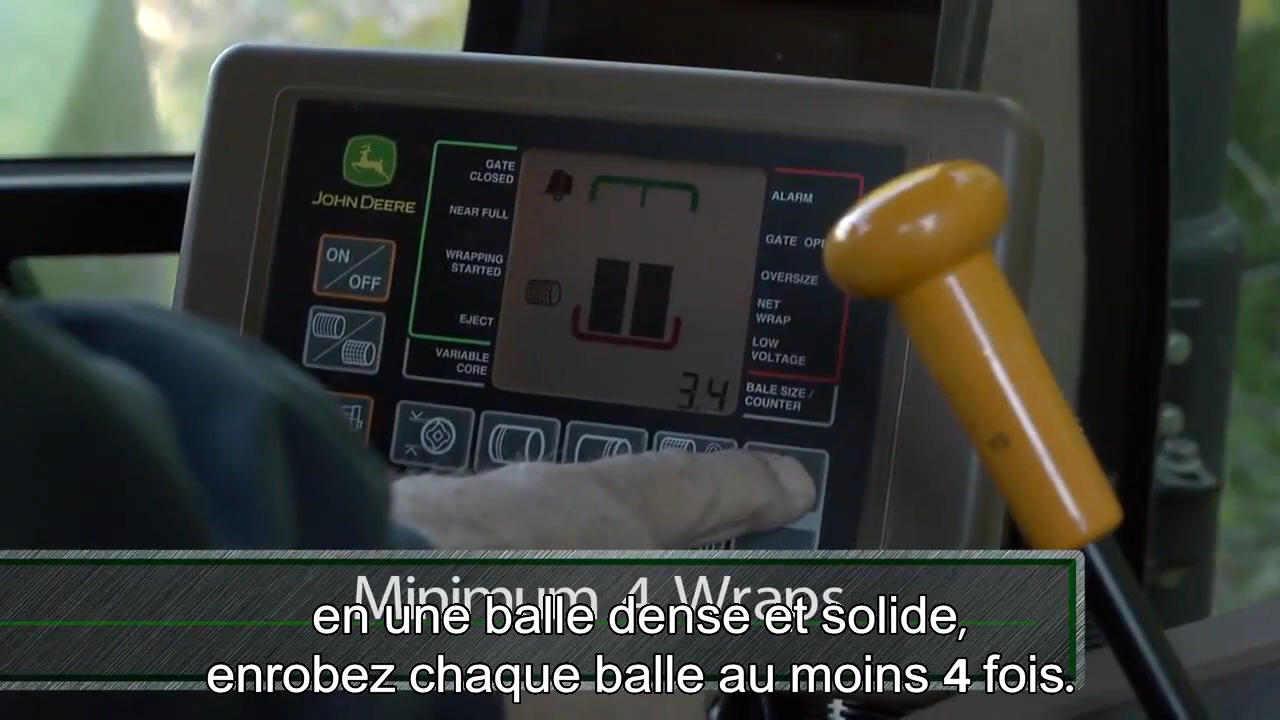 JOHN DEERE
ON
OFF
GATE
CLOSED
NEAR FULL
WRAPPING
STARTED
EJECT
VARIABLE
CORE
3.4
ALARM
GATE OP
OVERSIZE
NET
WRAP
LOW
VOLTAGE
BALE SIZE /
COUNTER
Minimum 4 Wraps
en une balle dense et solide,
enrobez chaque balle au moins 4 fois.